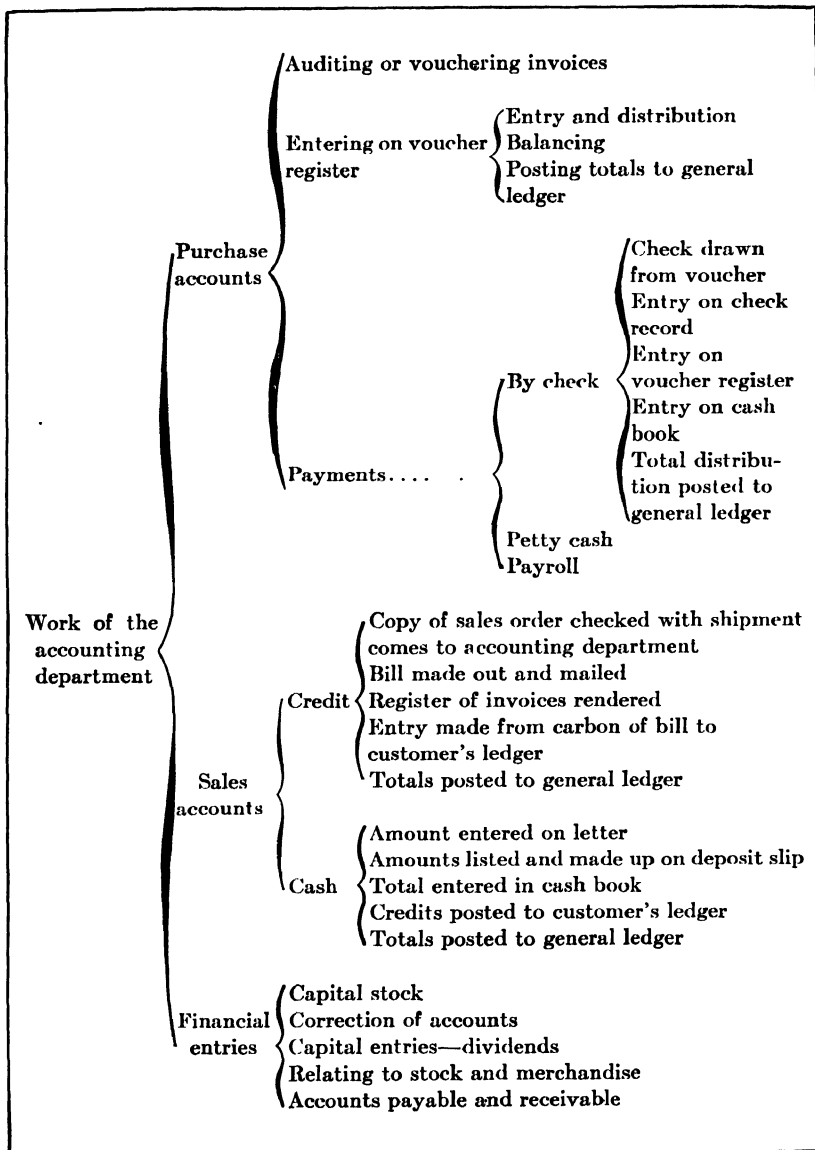 Auditing or vouchering invoices
Entering on voucher
register
Entry and distribution
Balancing
Posting totals to general
ledger
Purchase
accounts
Payments....  .
By check
Check drawn
from voucher
Entry on check
record
Entry on
voucher register
Entry on cash
book
Total distribu-
tion posted to
general ledger
Petty cash
Payroll
Work of the
accounting
department
Sales
accounts
Credit
Copy of sales order checked with shipment
comes to accounting department
Bill made out and mailed
Register of invoices rendered
Entry made from carbon of bill to
customer's ledger
Totals posted to general ledger
Cash
Amount entered on letter
Amounts listed and made up on deposit slip
Total entered in cash book
Credits posted to customer's ledger
Totals posted to general ledger
Financial
entries
Capital stock
Correction of accounts
Capital entries—dividends
Relating to stock and merchandise
Accounts payable and receivable